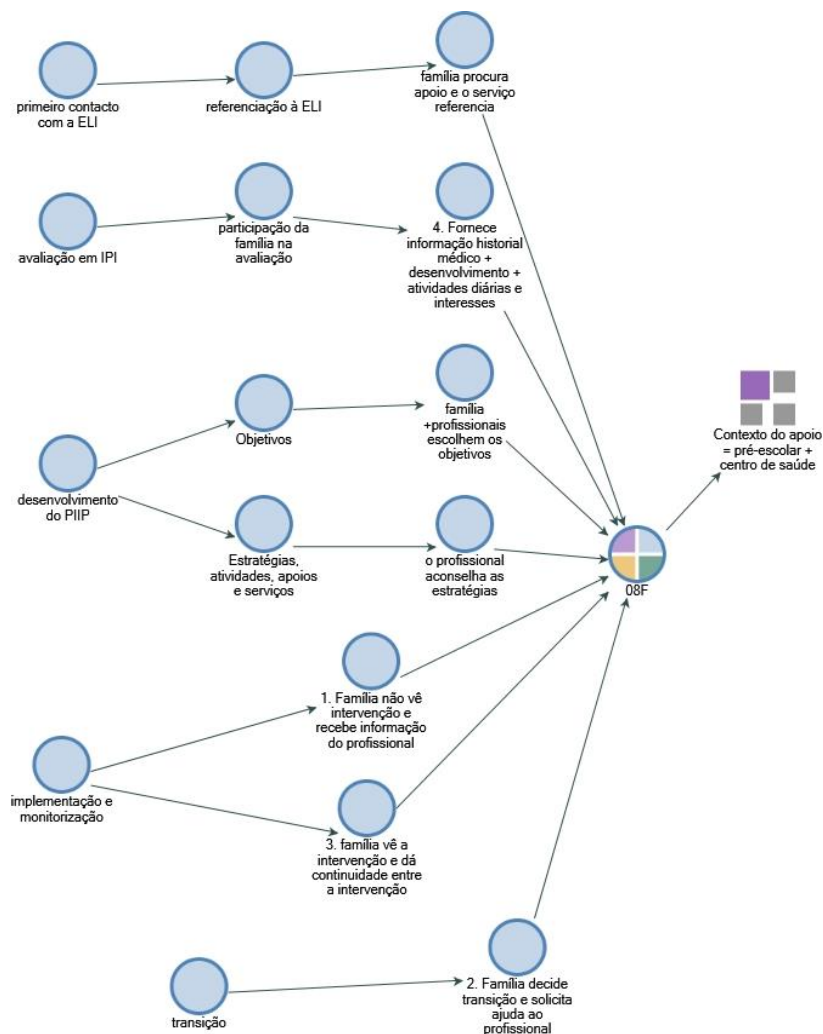 primeiro contacto
com a ELI
referenciação à ELI
família procura
apoio e o serviço
referencia
avaliação em IPI
participação da
família na
avaliação
4. Fornece
informação historial
médico +
desenvolvimento +
atividades diárias e
interesses
desenvolvimento
do PIIP
Objetivos
família
+profissionais
escolhem os
objetivos
Estratégias,
atividades, apoios
e serviços
o profissional
aconselha as
estratégias
08F
Contexto do apoio
= pré-escolar +
centro de saúde
implementação e
monitorização
1. Família não vê
intervenção e
recebe informação
do profissional
3. família vê a
intervenção e dá
continuidade entre
a intervenção
transição
2. Família decide
transição e solicita
ajuda ao
profissional